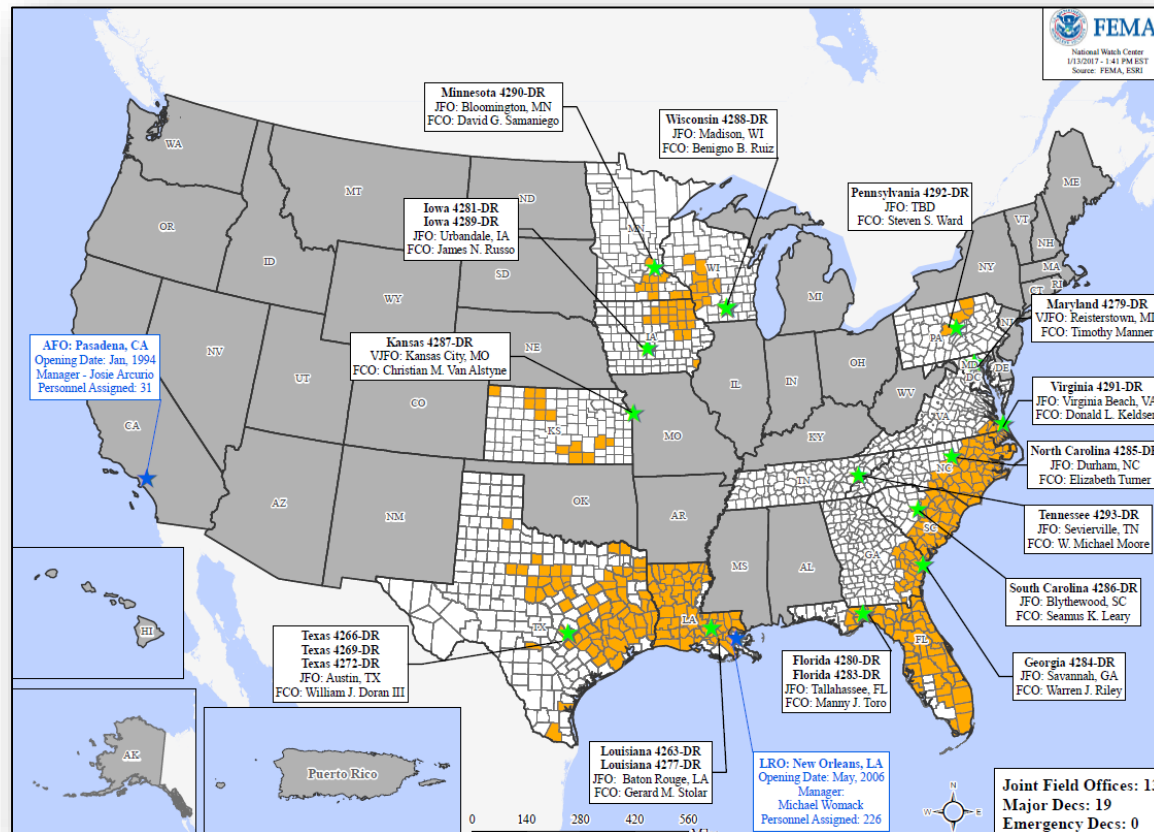 FEMA
National Watch Center
1/13/2017 - 1:41 PM EST
Source: FEMA, ESRI
Minnesota 4290-DR
JFO: Bloomington, MN
FCO: David G. Samaniego
Wisconsin 4288-DR
JFO: Madison, WI
FCO: Benigno B. Ruiz
Pennsylvania 4292-DR
JFO: TBD
FCO: Steven S. Ward
Iowa 4281-DR
Iowa 4289-DR
JFO: Urbandale, IA
FCO: James N. Russo
Maryland 4279-DR
VJFO: Reisterstown, MD
FCO: Timothy Manner
AFO: Pasadena, CA
Opening Date: Jan, 1994
Manager - Josie Arcurio
Personnel Assigned: 31
Kansas 4287-DR
VJFO: Kansas City, MO
FCO: Christian M. Van Alstyne
Virginia 4291-DR
JFO: Virginia Beach, VA
FCO: Donald L. Keldsen
North Carolina 4285-DR
JFO: Durham, NC
FCO: Elizabeth Turner
Tennessee 4293-DR
JFO: Sevierville, TN
FCO: W. Michael Moore
South Carolina 4286-DR
JFO: Blythewood, SC
FCO: Seamus K. Leary
Georgia 4284-DR
JFO: Savannah, GA
FCO: Warren J. Riley
Texas 4266-DR
Texas 4269-DR
Texas 4272-DR
JFO: Austin, TX
FCO: William J. Doran III
Florida 4280-DR
Florida 4283-DR
JFO: Tallahassee, FL
FCO: Manny J. Toro
Louisiana 4263-DR
Louisiana 4277-DR
JFO: Baton Rouge, LA
FCO: Gerard M. Stolar
LRO: New Orleans, LA
Opening Date: May, 2006
Manager:
Michael Womack
Personnel Assigned: 226
WA
OR
CA
NV
ID
MT
WY
UT
CO
AZ
NM
ND
SD
NE
KS
OK
TX
MN
IA
MO
AR
LA
WI
IL
MI
IN
OH
KY
TN
MS
AL
GA
FL
SC
NC
VA
WV
MD
DC
DE
PA
NJ
NY
CT
RI
MA
VT
NH
ME
HI
AK
Puerto Rico
N
W
E
S
0 140 280 420 560
Joint Field Offices:
Major Decs: 19
Emergency Decs: 0